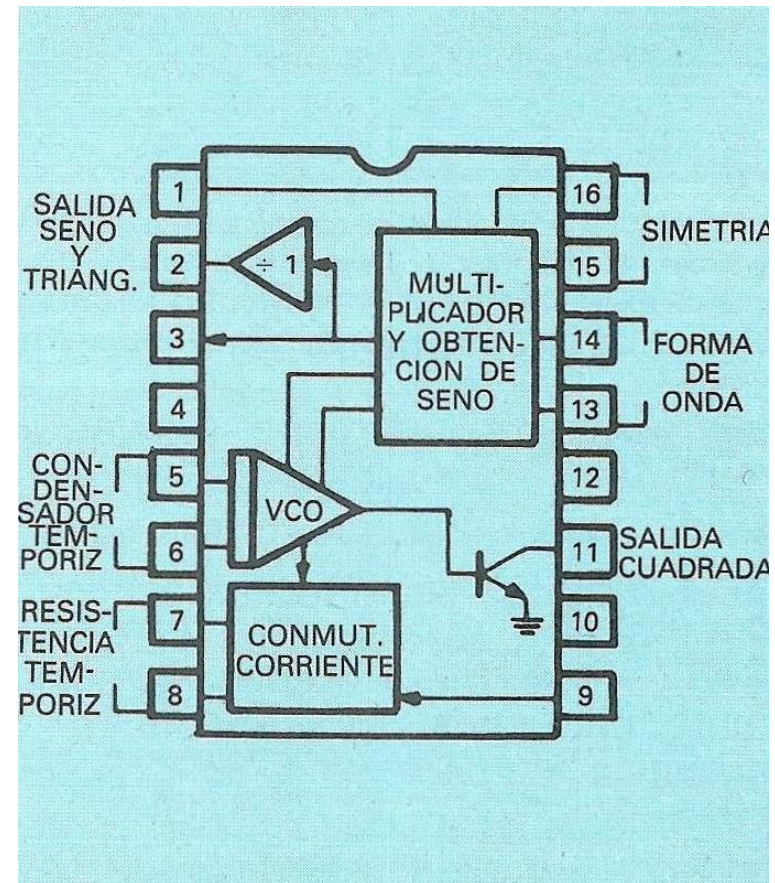 SALIDA
SENO
Y
TRIANG.
1
2
3
4
5
6
7
8
÷ 1
MULTI-
PLICADOR
Y OBTEN-
CION DE
SENO
16
15
14
13
12
11
10
9
SIMETRIA
FORMA
DE
ONDA
CON-
DEN-
SADOR
TEM-
PORIZ
VCO
SALIDA
CUADRADA
RESIS-
TENCIA
TEM-
PORIZ
CONMUT.
CORRIENTE